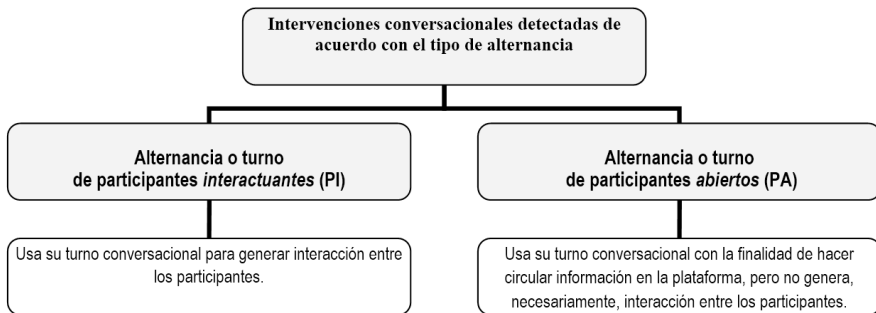 Intervenciones conversacionales detectadas de
acuerdo con el tipo de alternancia
Alternancia o turno
de participantes interactuantes (PI)
Alternancia o turno
de participantes abiertos (PA)
Usa su turno conversacional para generar interacción entre
los participantes.
Usa su turno conversacional con la finalidad de hacer
circular información en la plataforma, pero no genera,
necesariamente, interacción entre los participantes.